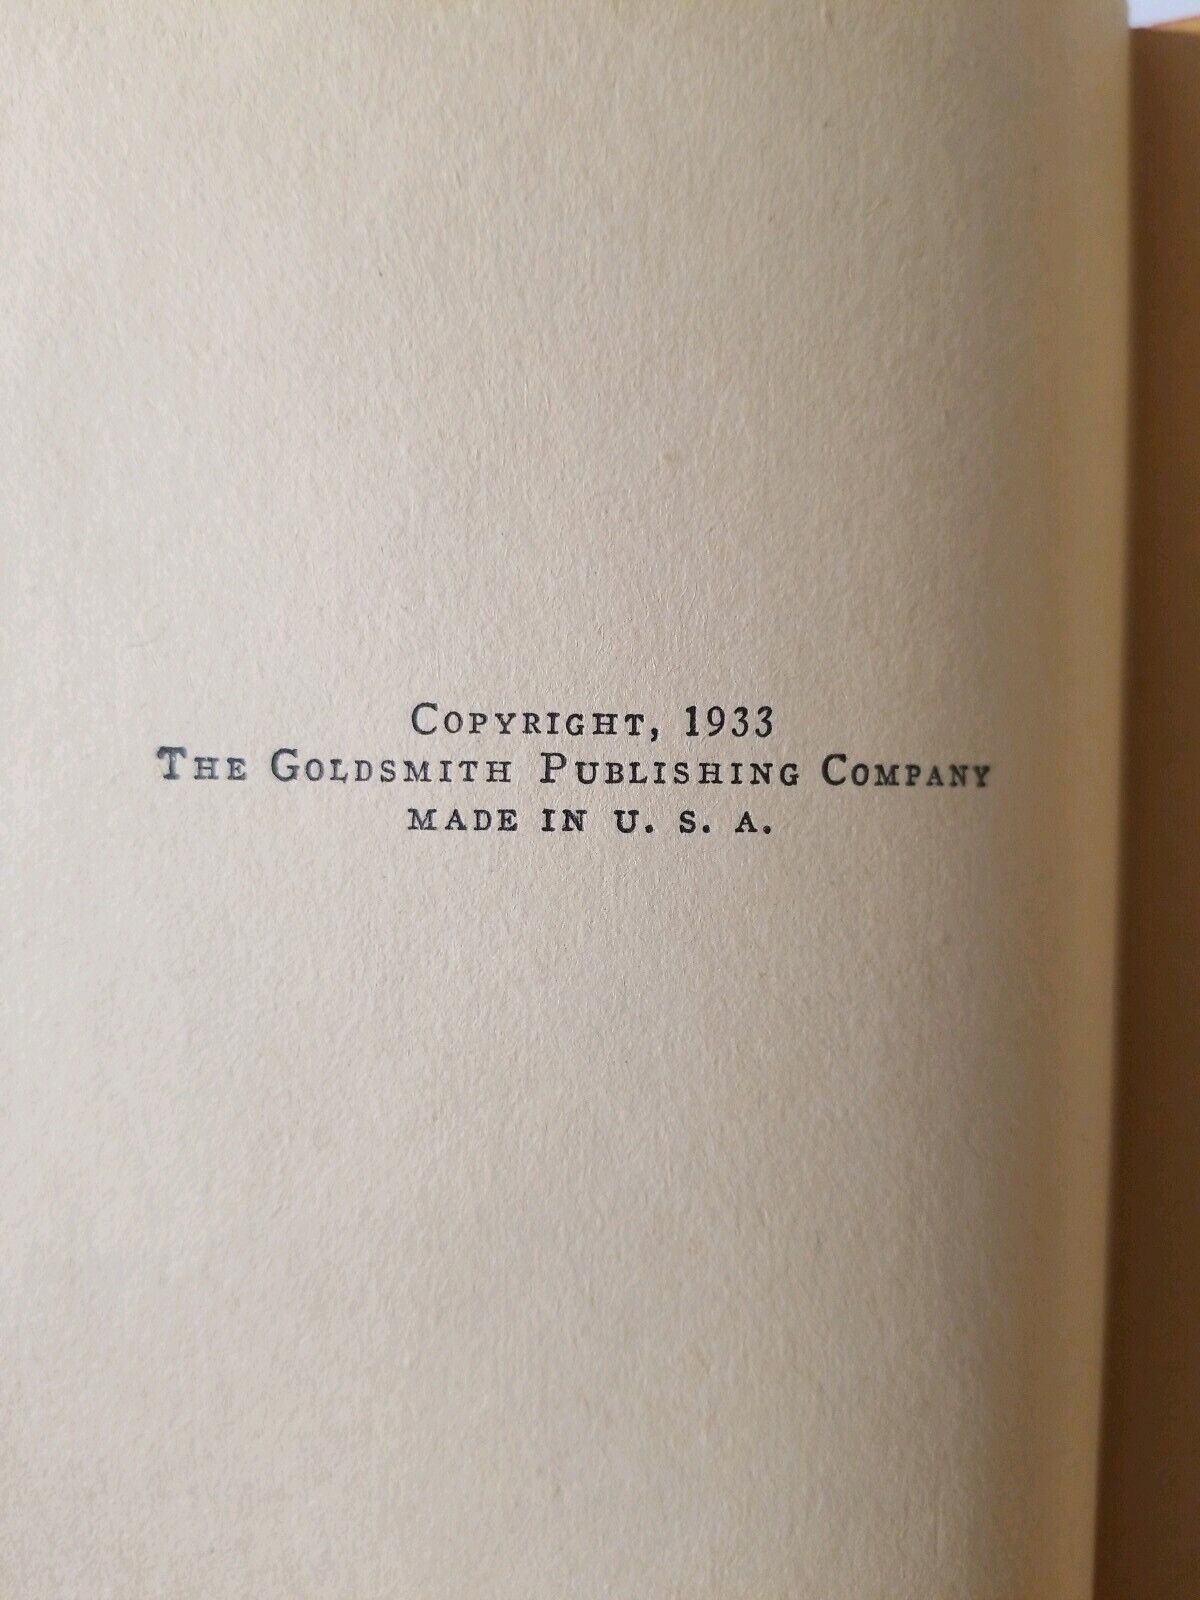 COPYRIGHT, 1933
THE GOLDSMITH PUBLISHING COMPANY
MADE IN U. S. A.